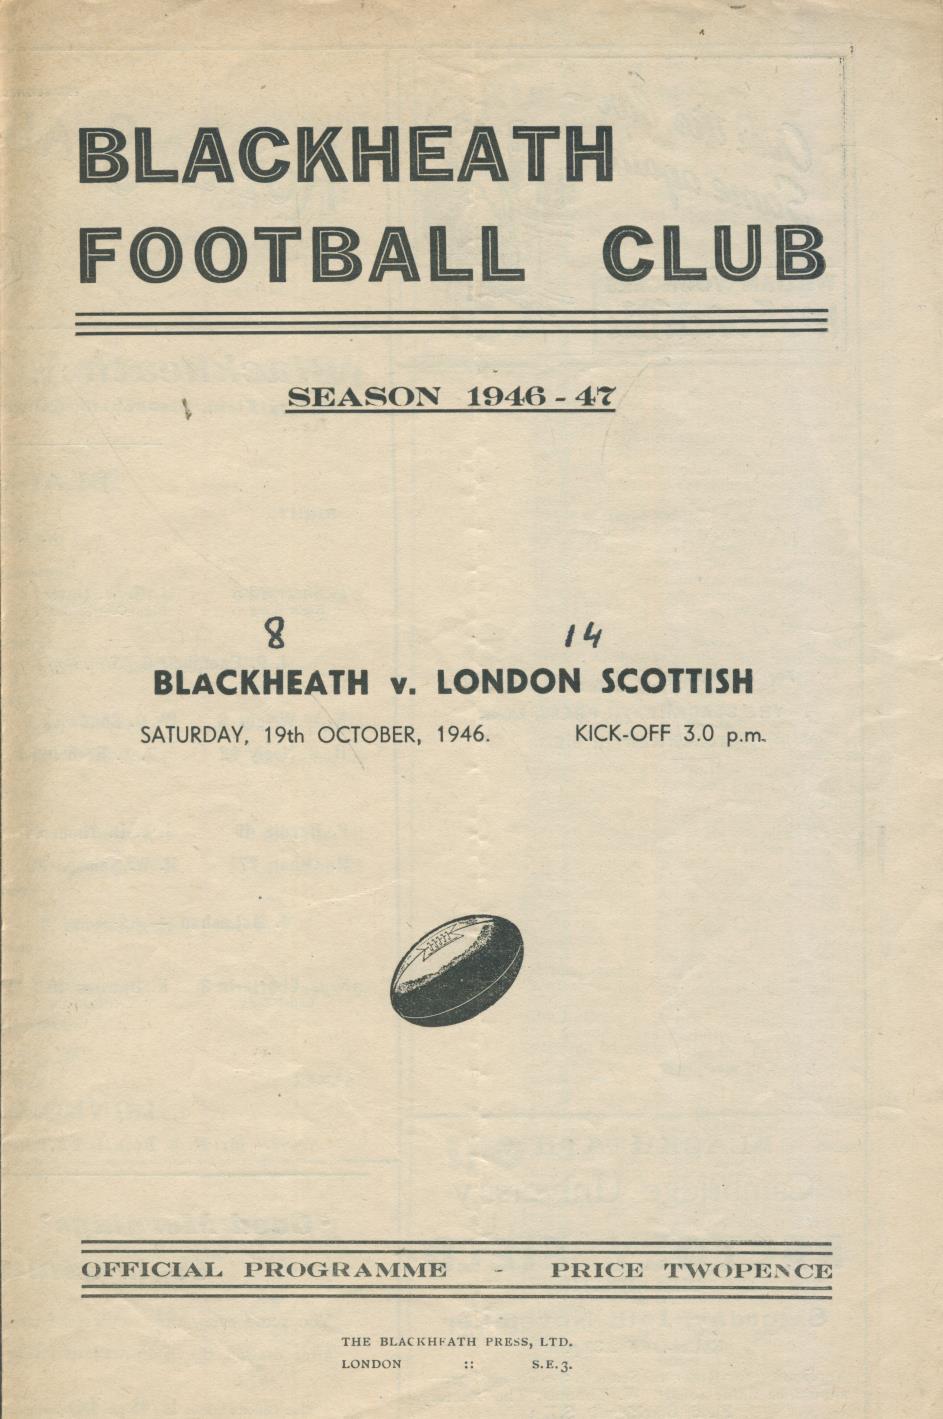 BLACKHEATH
FOOTBALL CLUB
SEASON 1946-47
8 14
BLACKHEATH v. LONDON SCOTTISH
SATURDAY, 19th OCTOBER, 1946. KICK-OFF 3.0 p.m.
OFFICIAL PROGRAMME - PRICE TWOPENCE
THE BLACKHEATH PRESS, LTD.
LONDON :: S.E.3.